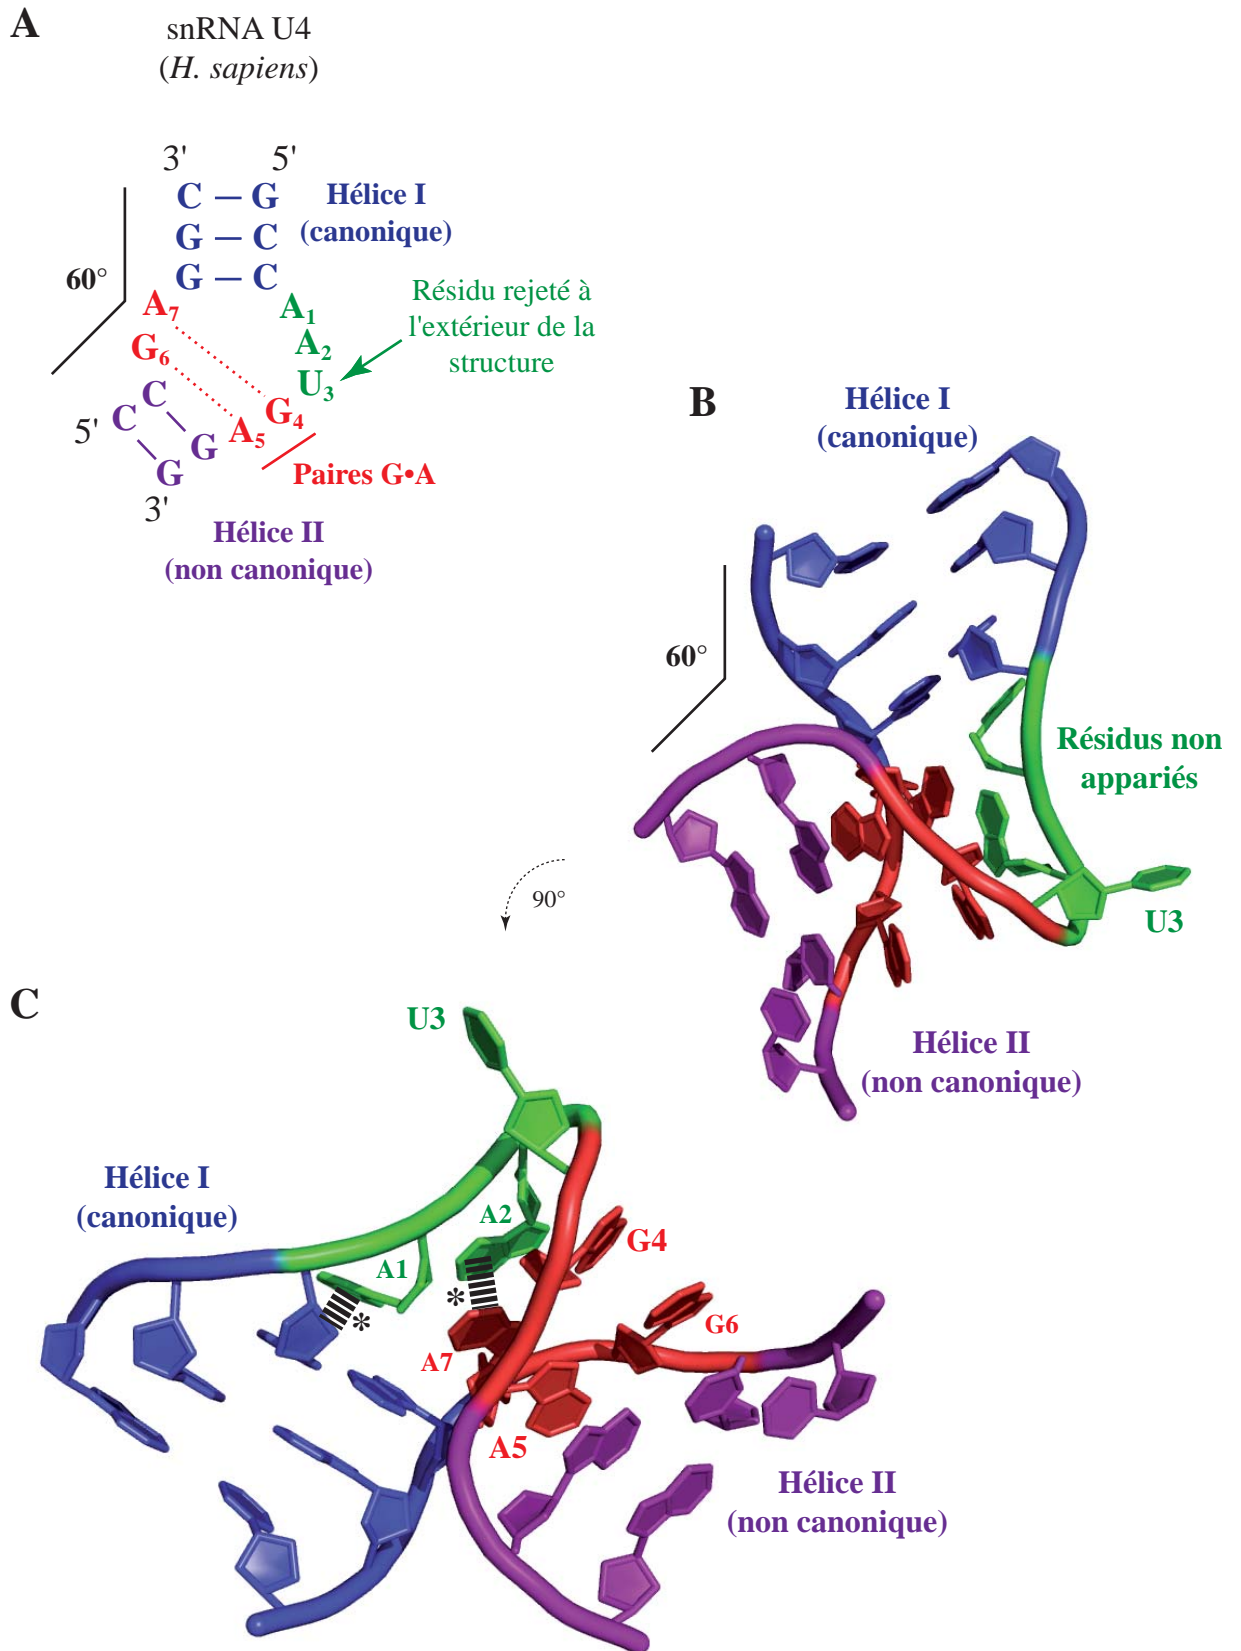 A
snRNA U4
(H. sapiens)
3' 5'
C – G
G – C
G – C
Hélice I
(canonique)
60°
A7
G6
A1
A2
U3
Résidu rejeté à
l'extérieur de la
structure
C
C
5'
G4
A5
G
G
3'
Paires G•A
Hélice II
(non canonique)
B
Hélice I
(canonique)
60°
Résidus non
appariés
U3
Hélice II
(non canonique)
90°
C
U3
Hélice I
(canonique)
A2
A1
G4
*
*
G6
A7
A5
Hélice II
(non canonique)